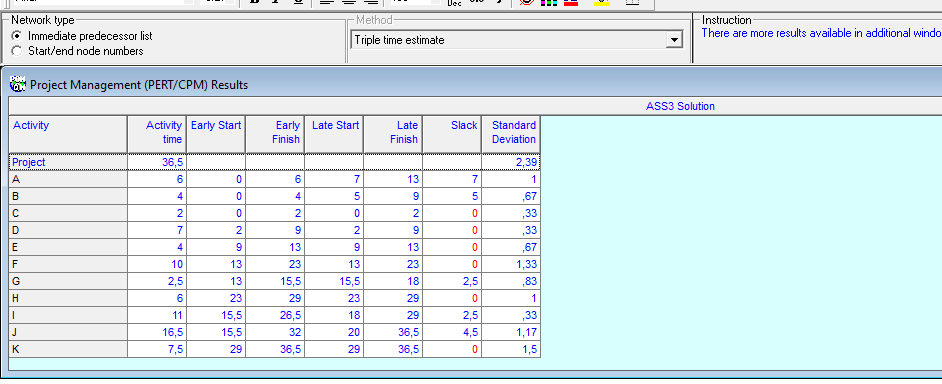 Network type
Immediate predecessor list
Start/end node numbers
Method
Triple time estimate
Instruction
There are more results available in additional windo
Project Management (PERT/CPM) Results
ASS3 Solution
Activity Activity time Early Start Early Finish Late Start Late Finish Slack Standard Deviation
Project 36,5 2,39
A 6 0 6 7 13 7 1
B 4 0 4 5 9 5 ,67
C 2 0 2 0 2 0 ,33
D 7 2 9 2 9 0 ,33
E 4 9 13 9 13 0 ,67
F 10 13 23 13 23 0 1,33
G 2,5 13 15,5 15,5 18 2,5 ,83
H 6 23 29 23 29 0 1
I 11 15,5 26,5 18 29 2,5 ,33
J 16,5 15,5 32 20 36,5 4,5 1,17
K 7,5 29 36,5 29 36,5 0 1,5